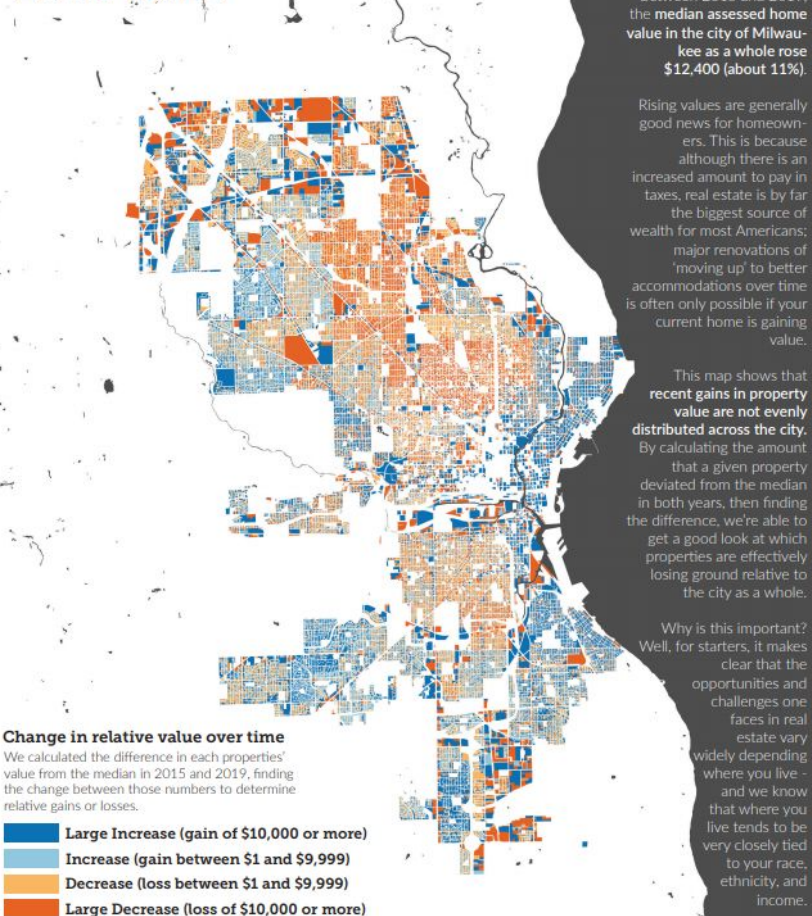 the median assessed home
value in the city of Milwau-
kee as a whole rose
$12,400 (about 11%).
Rising values are generally
good news for homeown-
ers. This is because
although there is an
increased amount to pay in
taxes, real estate is by far
the biggest source of
wealth for most Americans;
major renovations of
'moving up' to better
accommodations over time
is often only possible if your
current home is gaining
value.
This map shows that
recent gains in property
value are not evenly
distributed across the city.
By calculating the amount
that a given property
deviated from the median
in both years, then finding
the difference, we're able to
get a good look at which
properties are effectively
losing ground relative to
the city as a whole.
Why is this important?
Well, for starters, it makes
clear that the
opportunities and
challenges one
faces in real
estate vary
widely depending
where you live -
and we know
that where you
live tends to be
very closely tied
to your race,
ethnicity, and
income.
Change in relative value over time
We calculated the difference in each properties'
value from the median in 2015 and 2019, finding
the change between those numbers to determine
relative gains or losses.
Large Increase (gain of $10,000 or more)
Increase (gain between $1 and $9,999)
Decrease (loss between $1 and $9,999)
Large Decrease (loss of $10,000 or more)